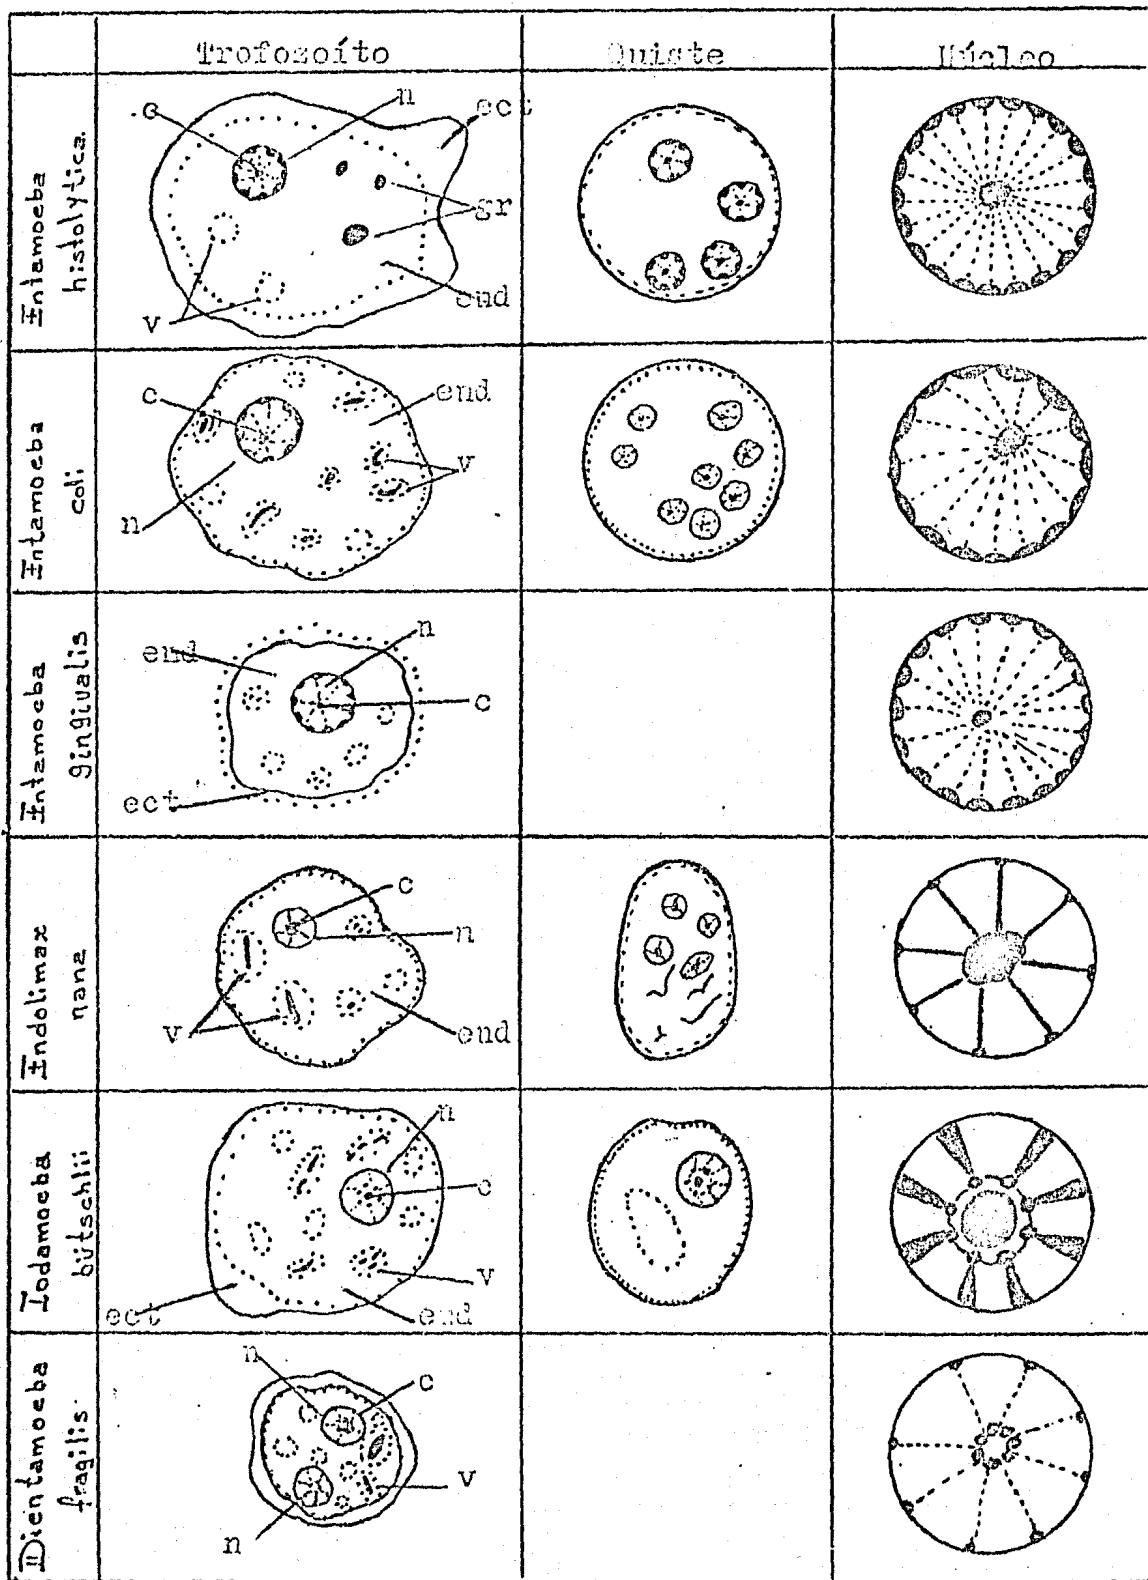 Trofozoíto Quiste Núcleo
Entamoeba histolytica
c n ect
gr
end
v
Entamoeba coli
c end
v
n
Entamoeba gingivalis
n
end
c
ect
Endolimax nana
c
n
v end
Iodamoeba bütschlii
n
c
v
ect end
Dientamoeba fragilis
n
c
v
n